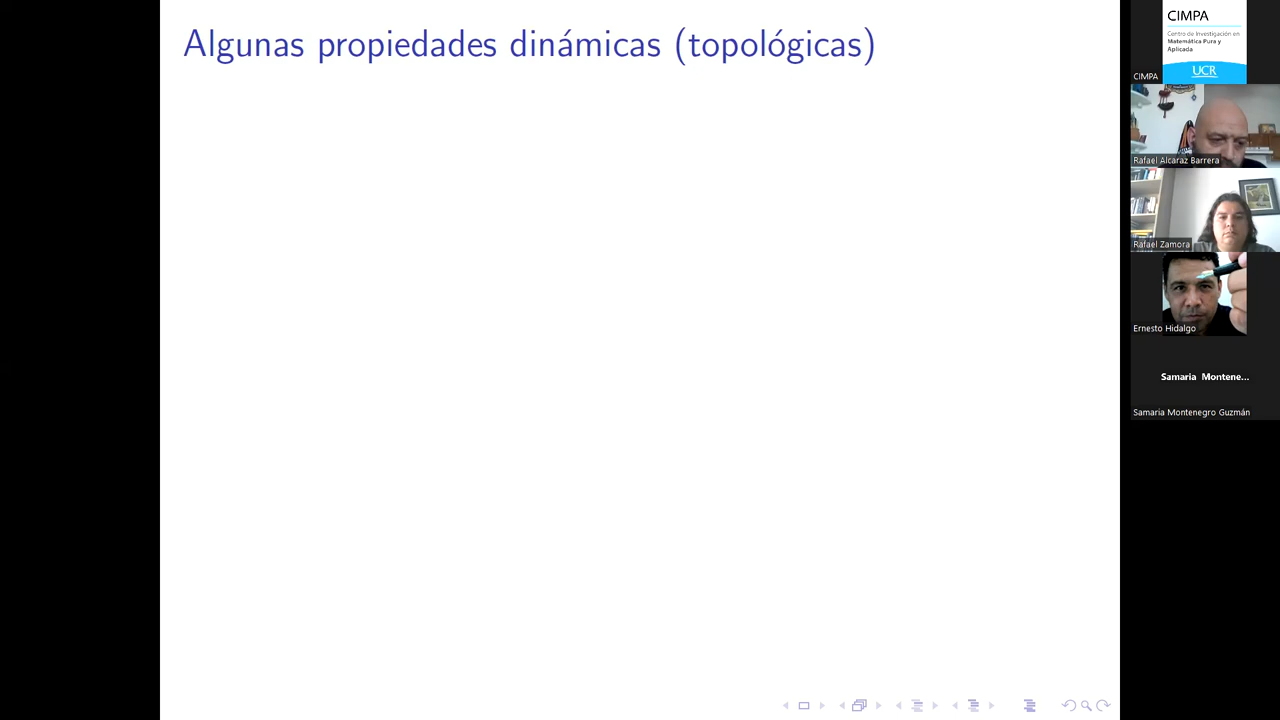 Algunas propiedades dinámicas (topológicas)
CIMPA
Centro de Investigación en
Matemática Pura y
Aplicada
UCR
CIMPA
Rafael Alcaraz Barrera
Rafael Zamora
Ernesto Hidalgo
Samaria Montene...
Samaria Montenegro Guzmán